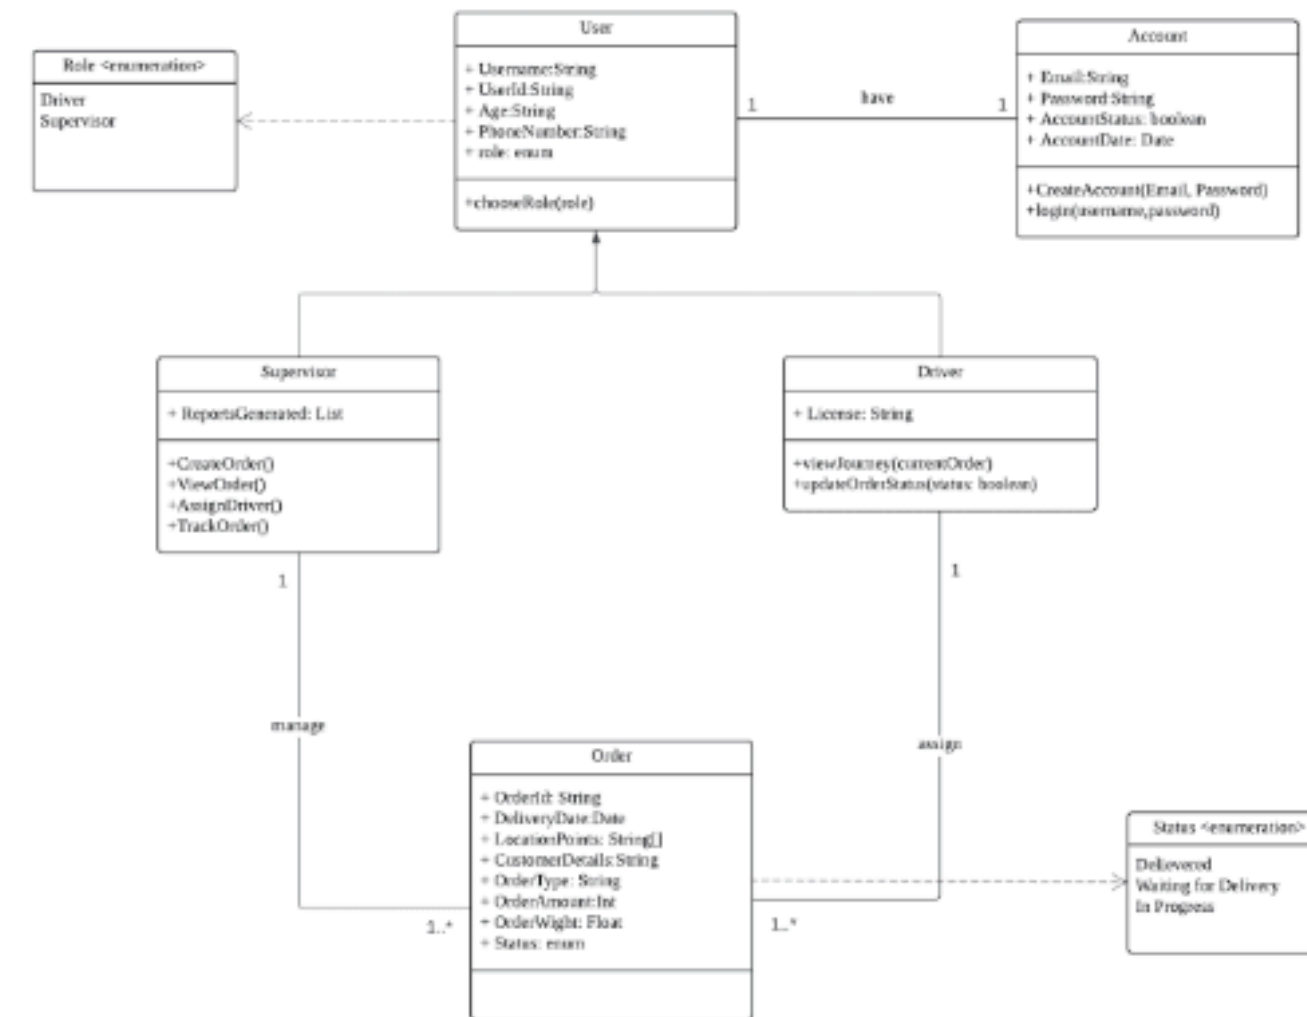 User
+ Username:String
+ UserId:String
+ Age:String
+ PhoneNumber:String
+ role: enum
+chooseRole(role)
Role <enumeration>
Driver
Supervisor
1
have
1
Account
+ Email:String
+ Password:String
+ AccountStatus: boolean
+ AccountDate: Date
+CreateAccount(Email, Password)
+login(username,password)
Supervisor
+ ReportsGenerated: List
+CreateOrder()
+ViewOrder()
+AssignDriver()
+TrackOrder()
Driver
+ License: String
+viewJourney(currentOrder)
+updateOrderStatus(status: boolean)
1
manage
1..*
1
assign
1..*
Order
+ OrderId: String
+ DeliveryDate:Date
+ LocationPoints: String[]
+ CustomerDetails:String
+ OrderType: String
+ OrderAmount:Int
+ OrderWight: Float
+ Status: enum
Status <enumeration>
Delievered
Waiting for Delivery
In Progress